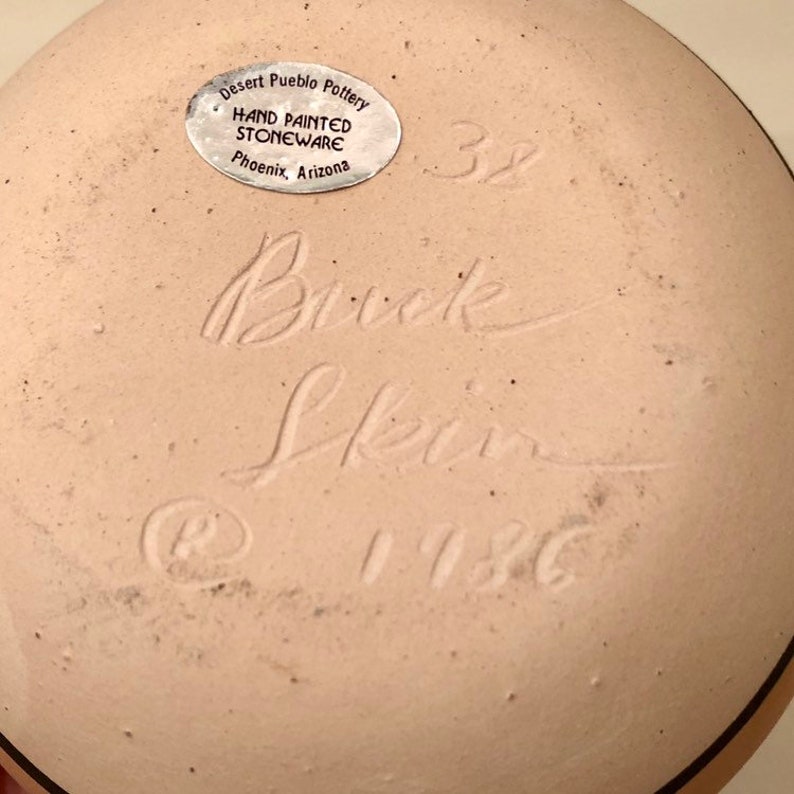 Desert Pueblo Pottery
HAND PAINTED
STONEWARE
Phoenix, Arizona
38
Buck
Skin
® 1986